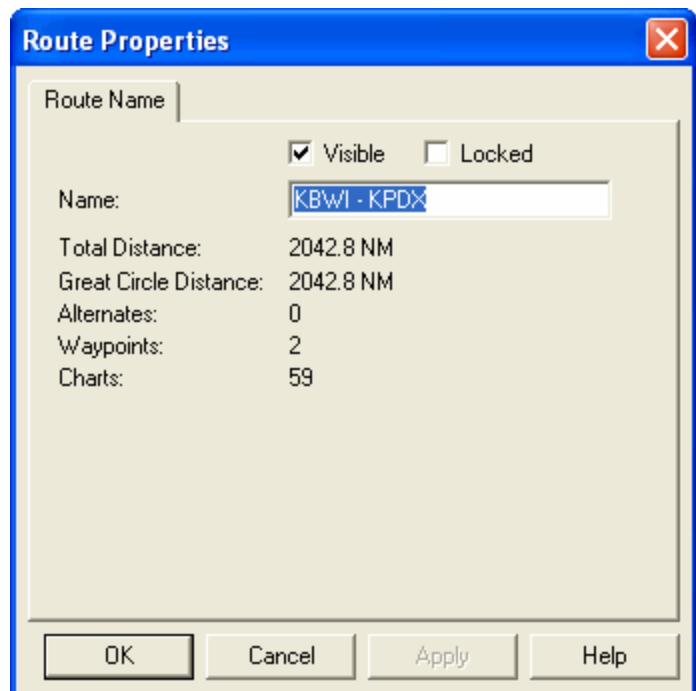 Route Properties
Route Name
Visible Locked
Name: KBWI - KPDX
Total Distance: 2042.8 NM
Great Circle Distance: 2042.8 NM
Alternates: 0
Waypoints: 2
Charts: 59
OK Cancel Apply Help